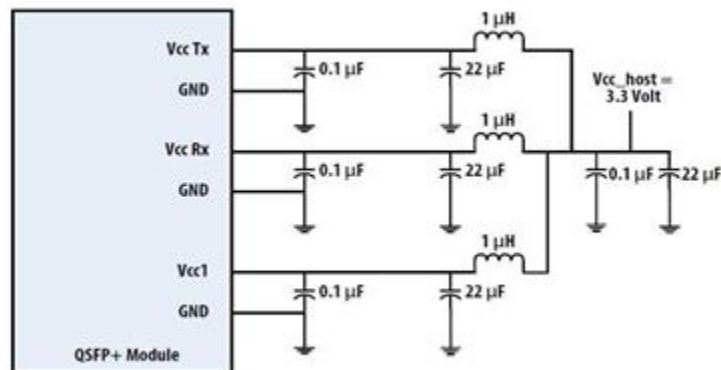 1 µH
Vcc Tx
0.1 µF
22 µF
GND
Vcc_host =
3.3 Volt
1 µH
Vcc Rx
0.1 µF
22 µF
0.1 µF
22 µF
GND
1 µH
Vcc1
0.1 µF
22 µF
GND
QSFP+ Module